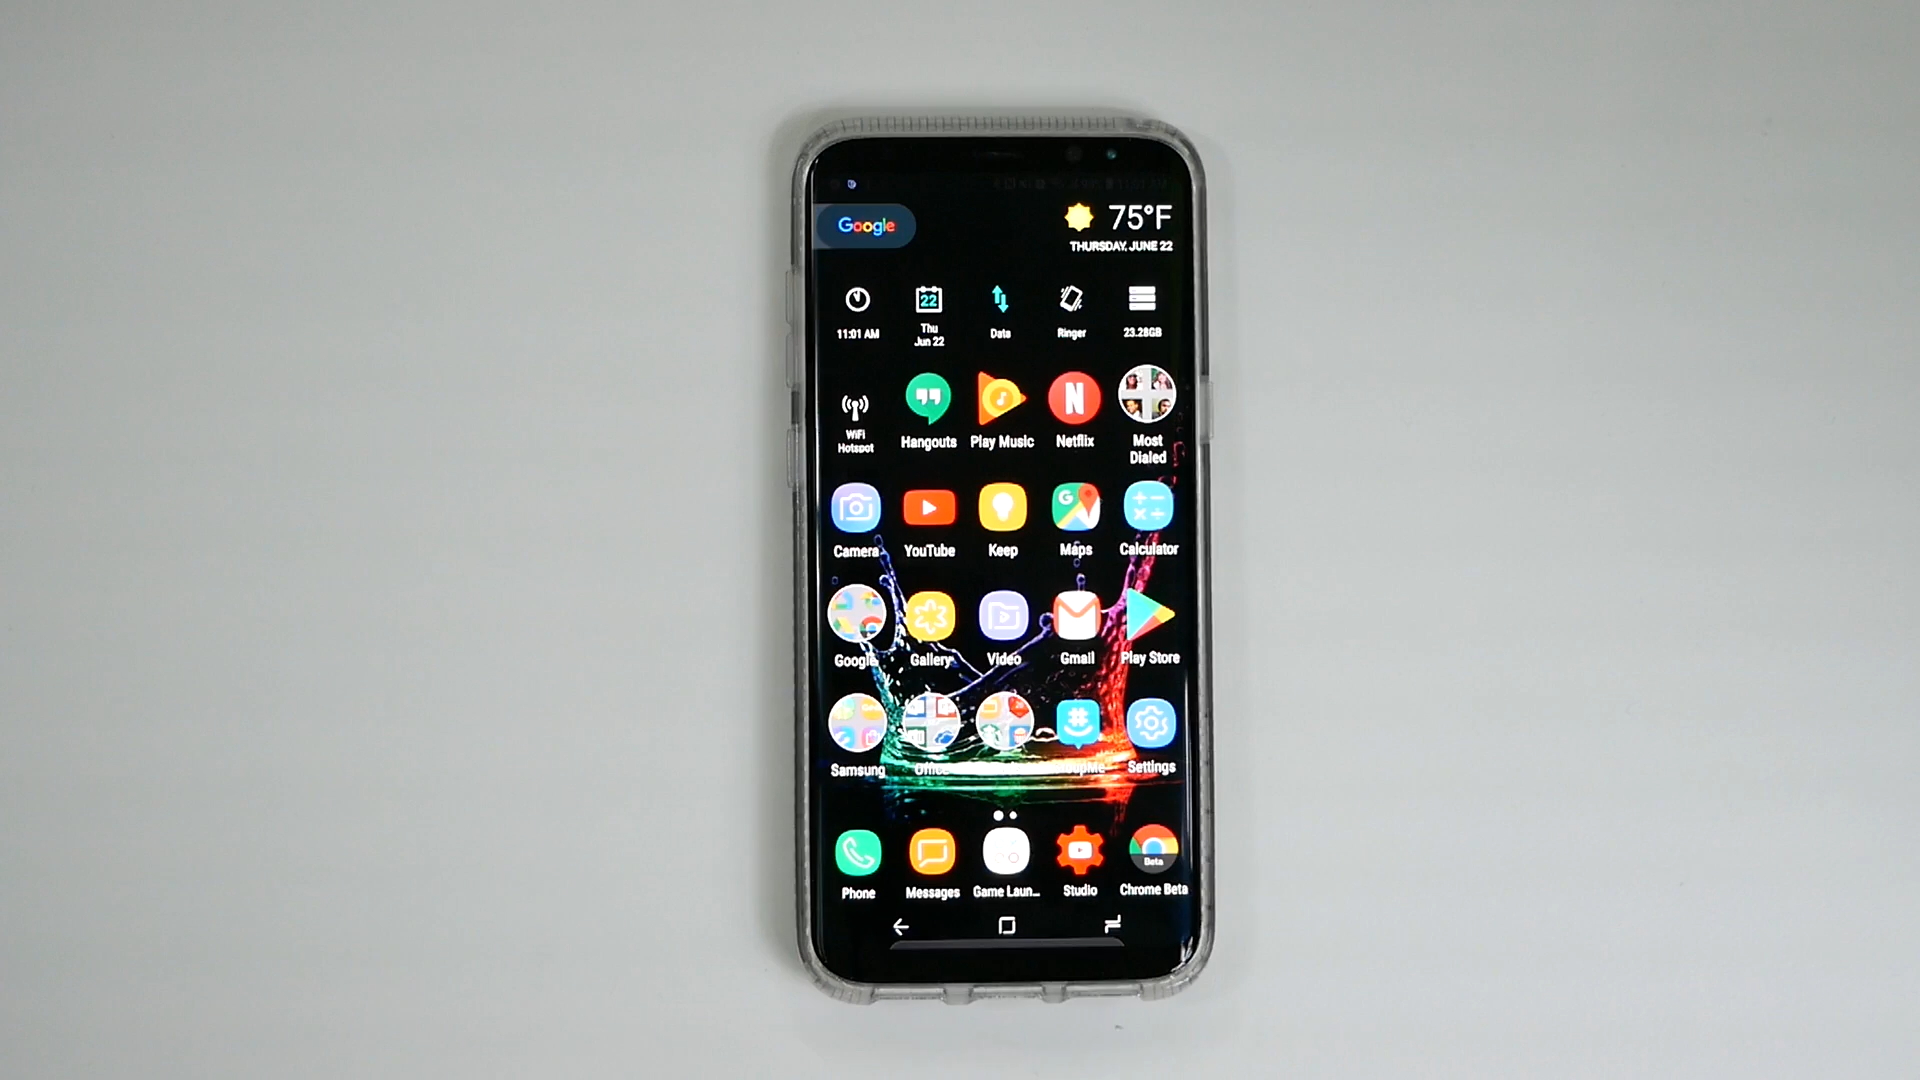 Google
75°F
THURSDAY, JUNE 22
22
11:01 AM
Thu
Jun 22
Data
Ringer
23.28GB
N
WiFi
Hotspot
Hangouts
Play Music
Netflix
Most
Dialed
G
Camera
YouTube
Keep
Maps
Calculator
Google
Gallery
Video
Gmail
Play Store
Samsung
Settings
Beta
Phone
Messages
Game Laun...
Studio
Chrome Beta